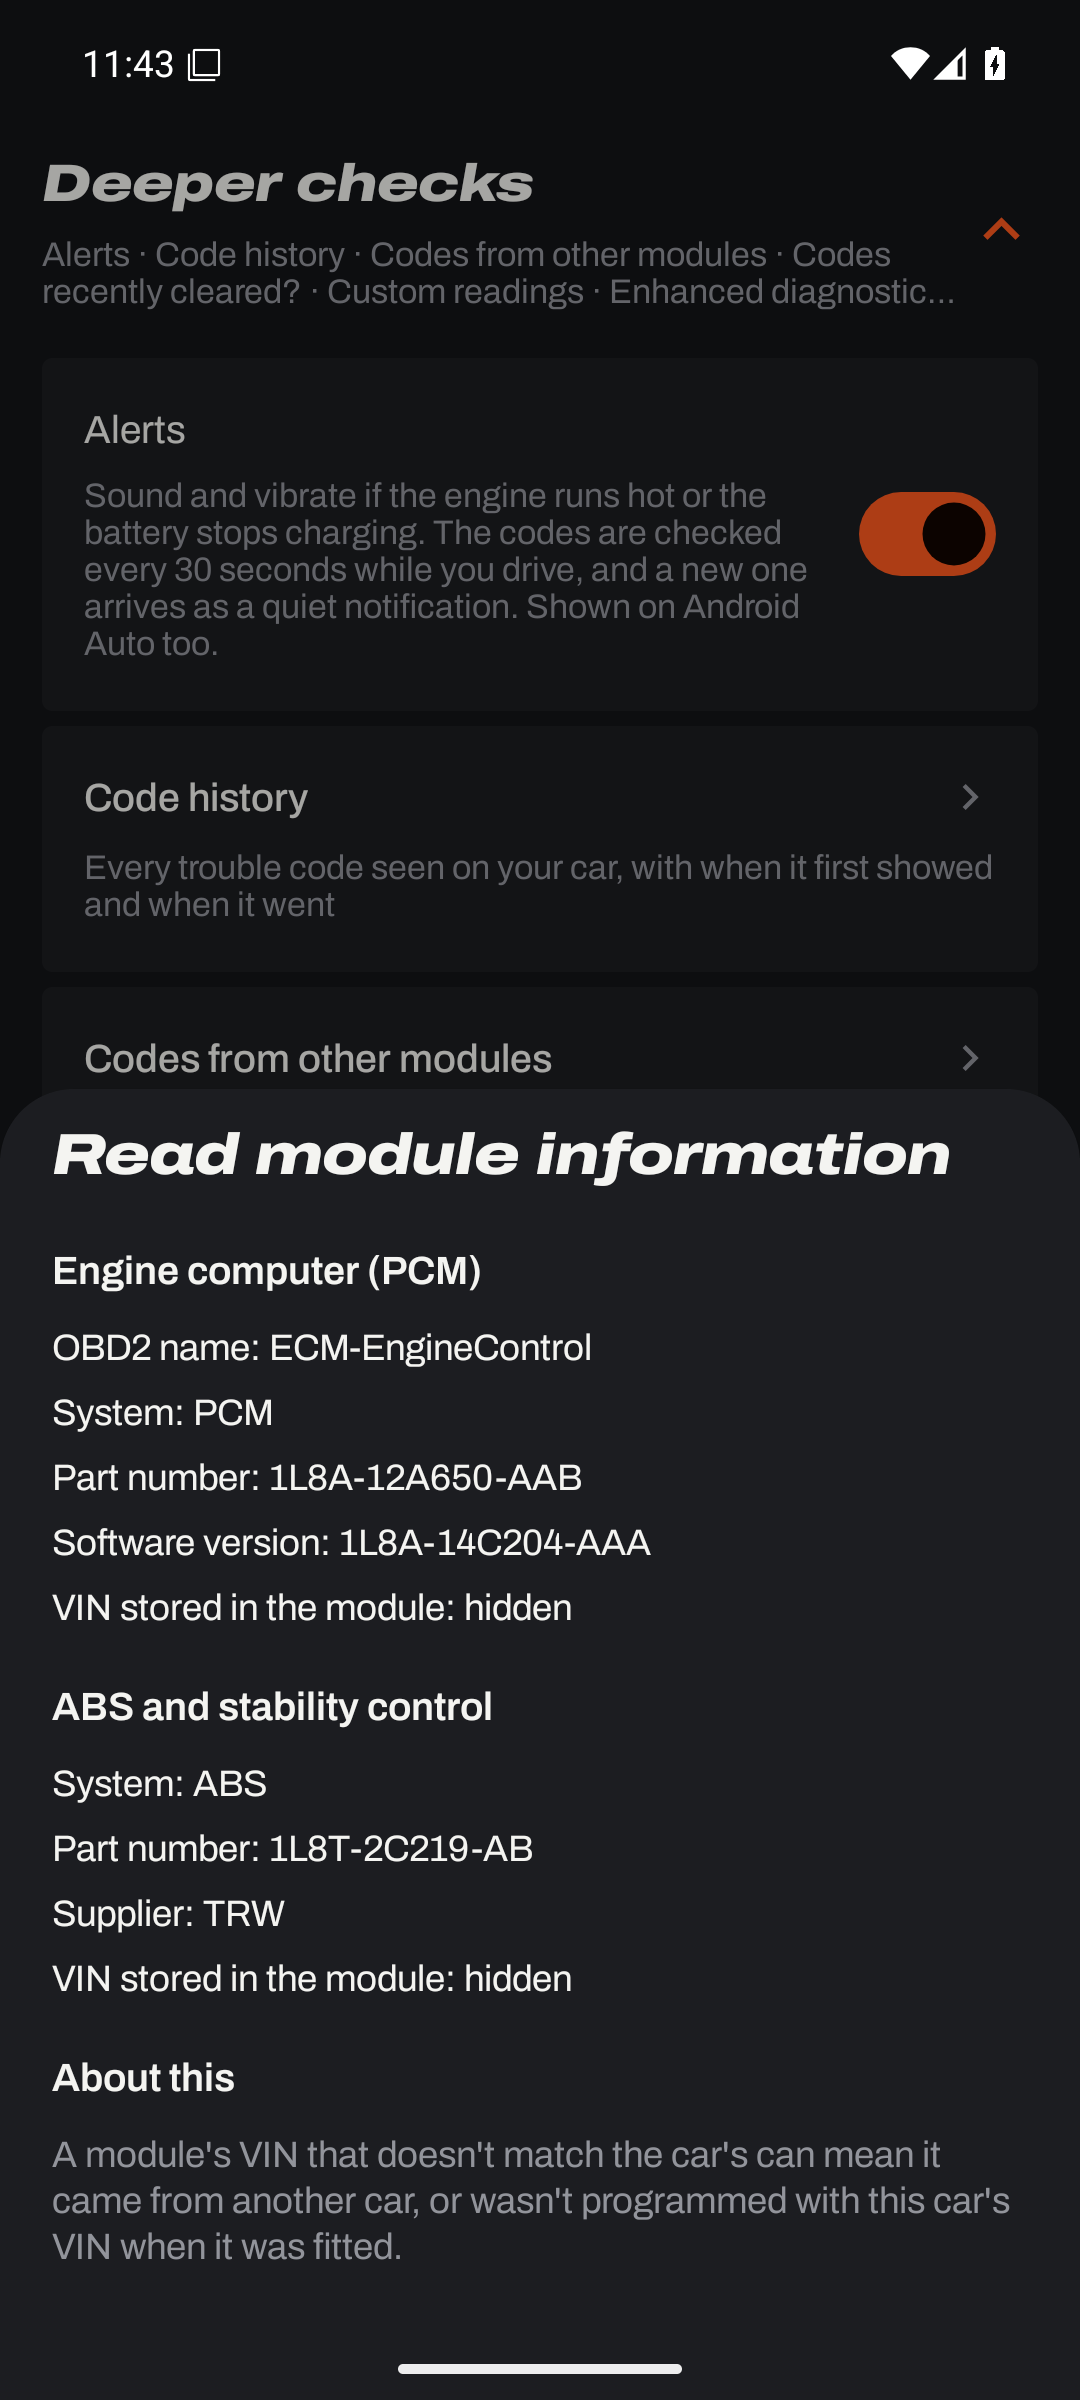 11:43
Deeper checks
Alerts · Code history · Codes from other modules · Codes
recently cleared? · Custom readings · Enhanced diagnostic...
Alerts
Sound and vibrate if the engine runs hot or the
battery stops charging. The codes are checked
every 30 seconds while you drive, and a new one
arrives as a quiet notification. Shown on Android
Auto too.
Code history
Every trouble code seen on your car, with when it first showed
and when it went
Codes from other modules
Read module information
Engine computer (PCM)
OBD2 name: ECM-EngineControl
System: PCM
Part number: 1L8A-12A650-AAB
Software version: 1L8A-14C204-AAA
VIN stored in the module: hidden
ABS and stability control
System: ABS
Part number: 1L8T-2C219-AB
Supplier: TRW
VIN stored in the module: hidden
About this
A module's VIN that doesn't match the car's can mean it
came from another car, or wasn't programmed with this car's
VIN when it was fitted.